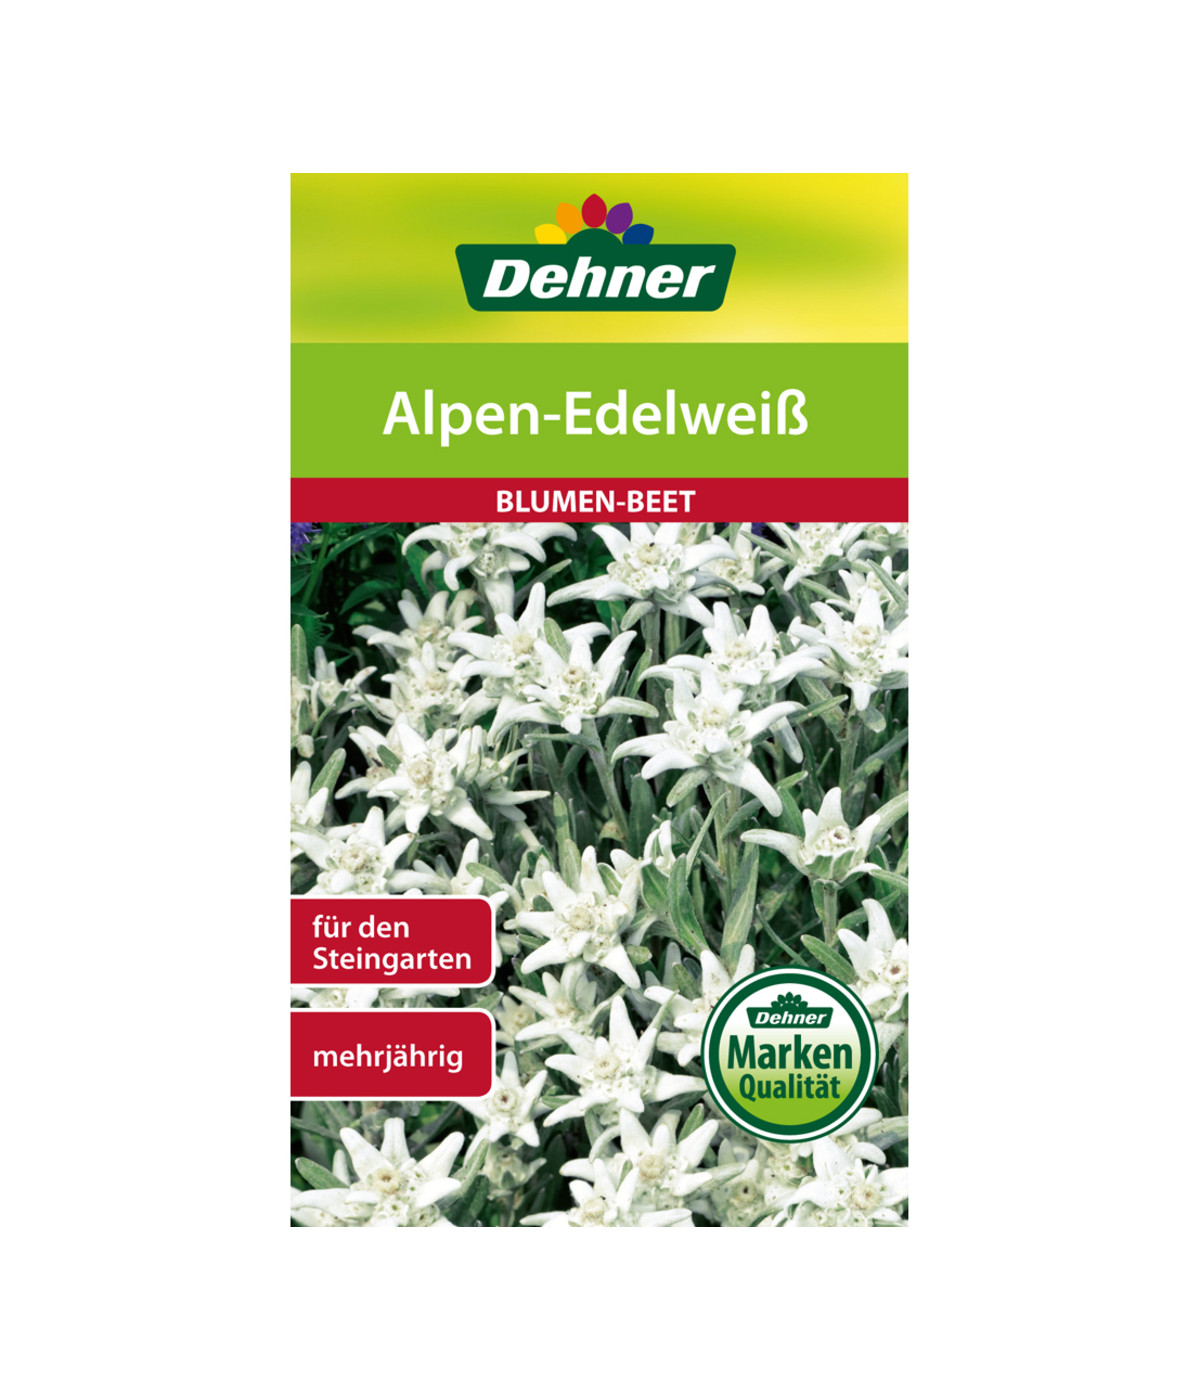 Dehner
Alpen-Edelweiß
BLUMEN-BEET
für den
Steingarten
mehrjährig
Dehner
Marken
Qualität